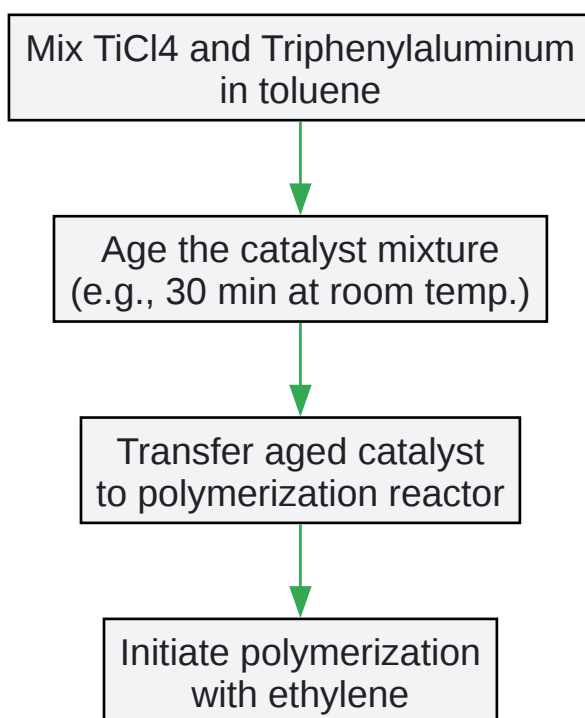 Mix TiCl4 and Triphenylaluminum
in toluene
Age the catalyst mixture
(e.g., 30 min at room temp.)
Transfer aged catalyst
to polymerization reactor
Initiate polymerization
with ethylene